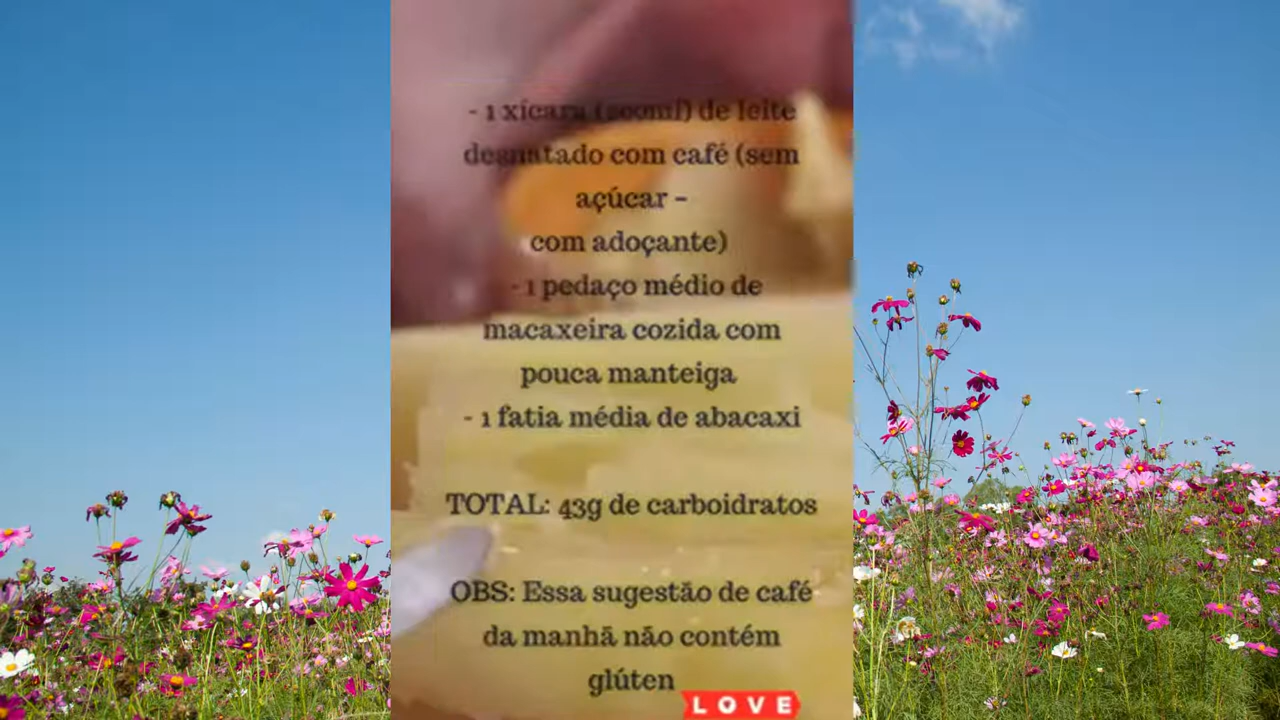 - 1 xícara (200ml) de leite
desnatado com café (sem
açúcar -
com adoçante)
- 1 pedaço médio de
macaxeira cozida com
pouca manteiga
- 1 fatia média de abacaxi
TOTAL: 43g de carboidratos
OBS: Essa sugestão de café
da manhã não contém
glúten
LOVE